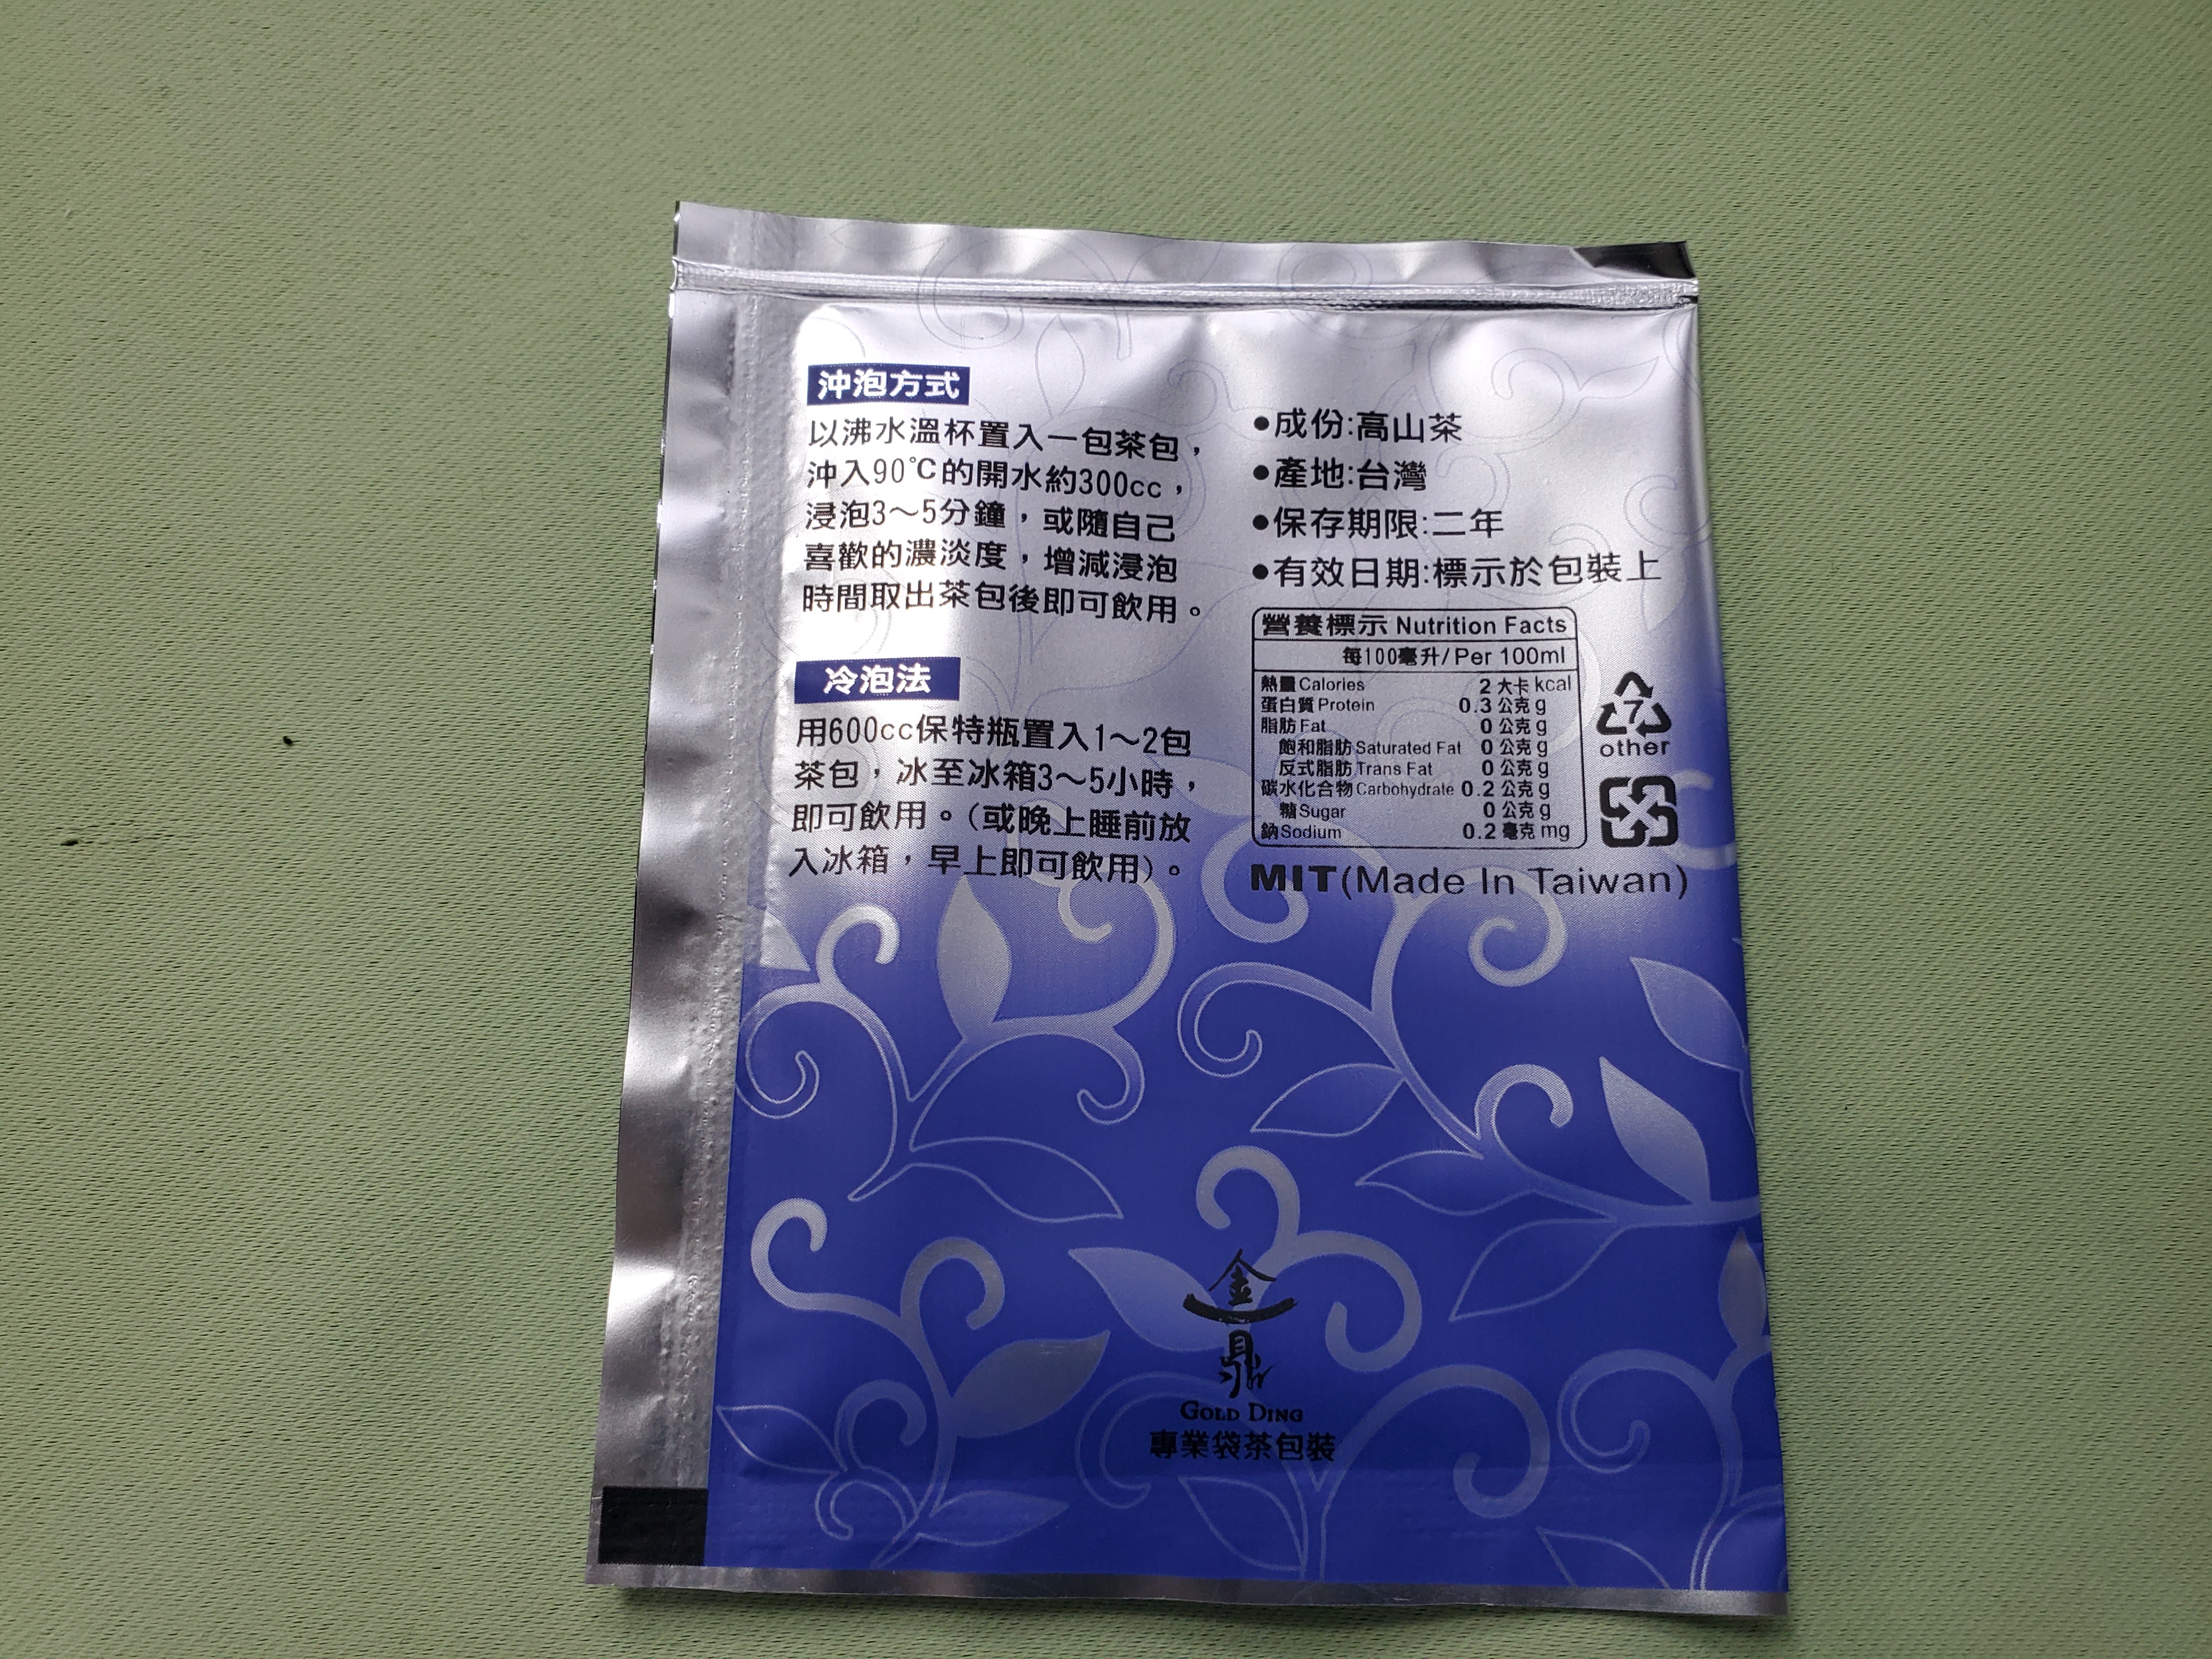 沖泡方式
以沸水溫杯置入一包茶包，
沖入90℃的開水約300cc，
浸泡3～5分鐘，或隨自己
喜歡的濃淡度，增減浸泡
時間取出茶包後即可飲用。
冷泡法
用600cc保特瓶置入1～2包
茶包，冰至冰箱3～5小時，
即可飲用。(或晚上睡前放
入冰箱，早上即可飲用)。
●成份:高山茶
●產地:台灣
●保存期限:二年
●有效日期:標示於包裝上
營養標示 Nutrition Facts
每100毫升/Per 100ml
熱量 Calories 2 大卡 kcal
蛋白質 Protein 0.3 公克 g
脂肪 Fat 0 公克 g
飽和脂肪 Saturated Fat 0 公克 g
反式脂肪 Trans Fat 0 公克 g
碳水化合物 Carbohydrate 0.2 公克 g
糖 Sugar 0 公克 g
鈉 Sodium 0.2 毫克 mg
7
other
MIT(Made In Taiwan)
金
鼎
GOLD DING
專業袋茶包裝